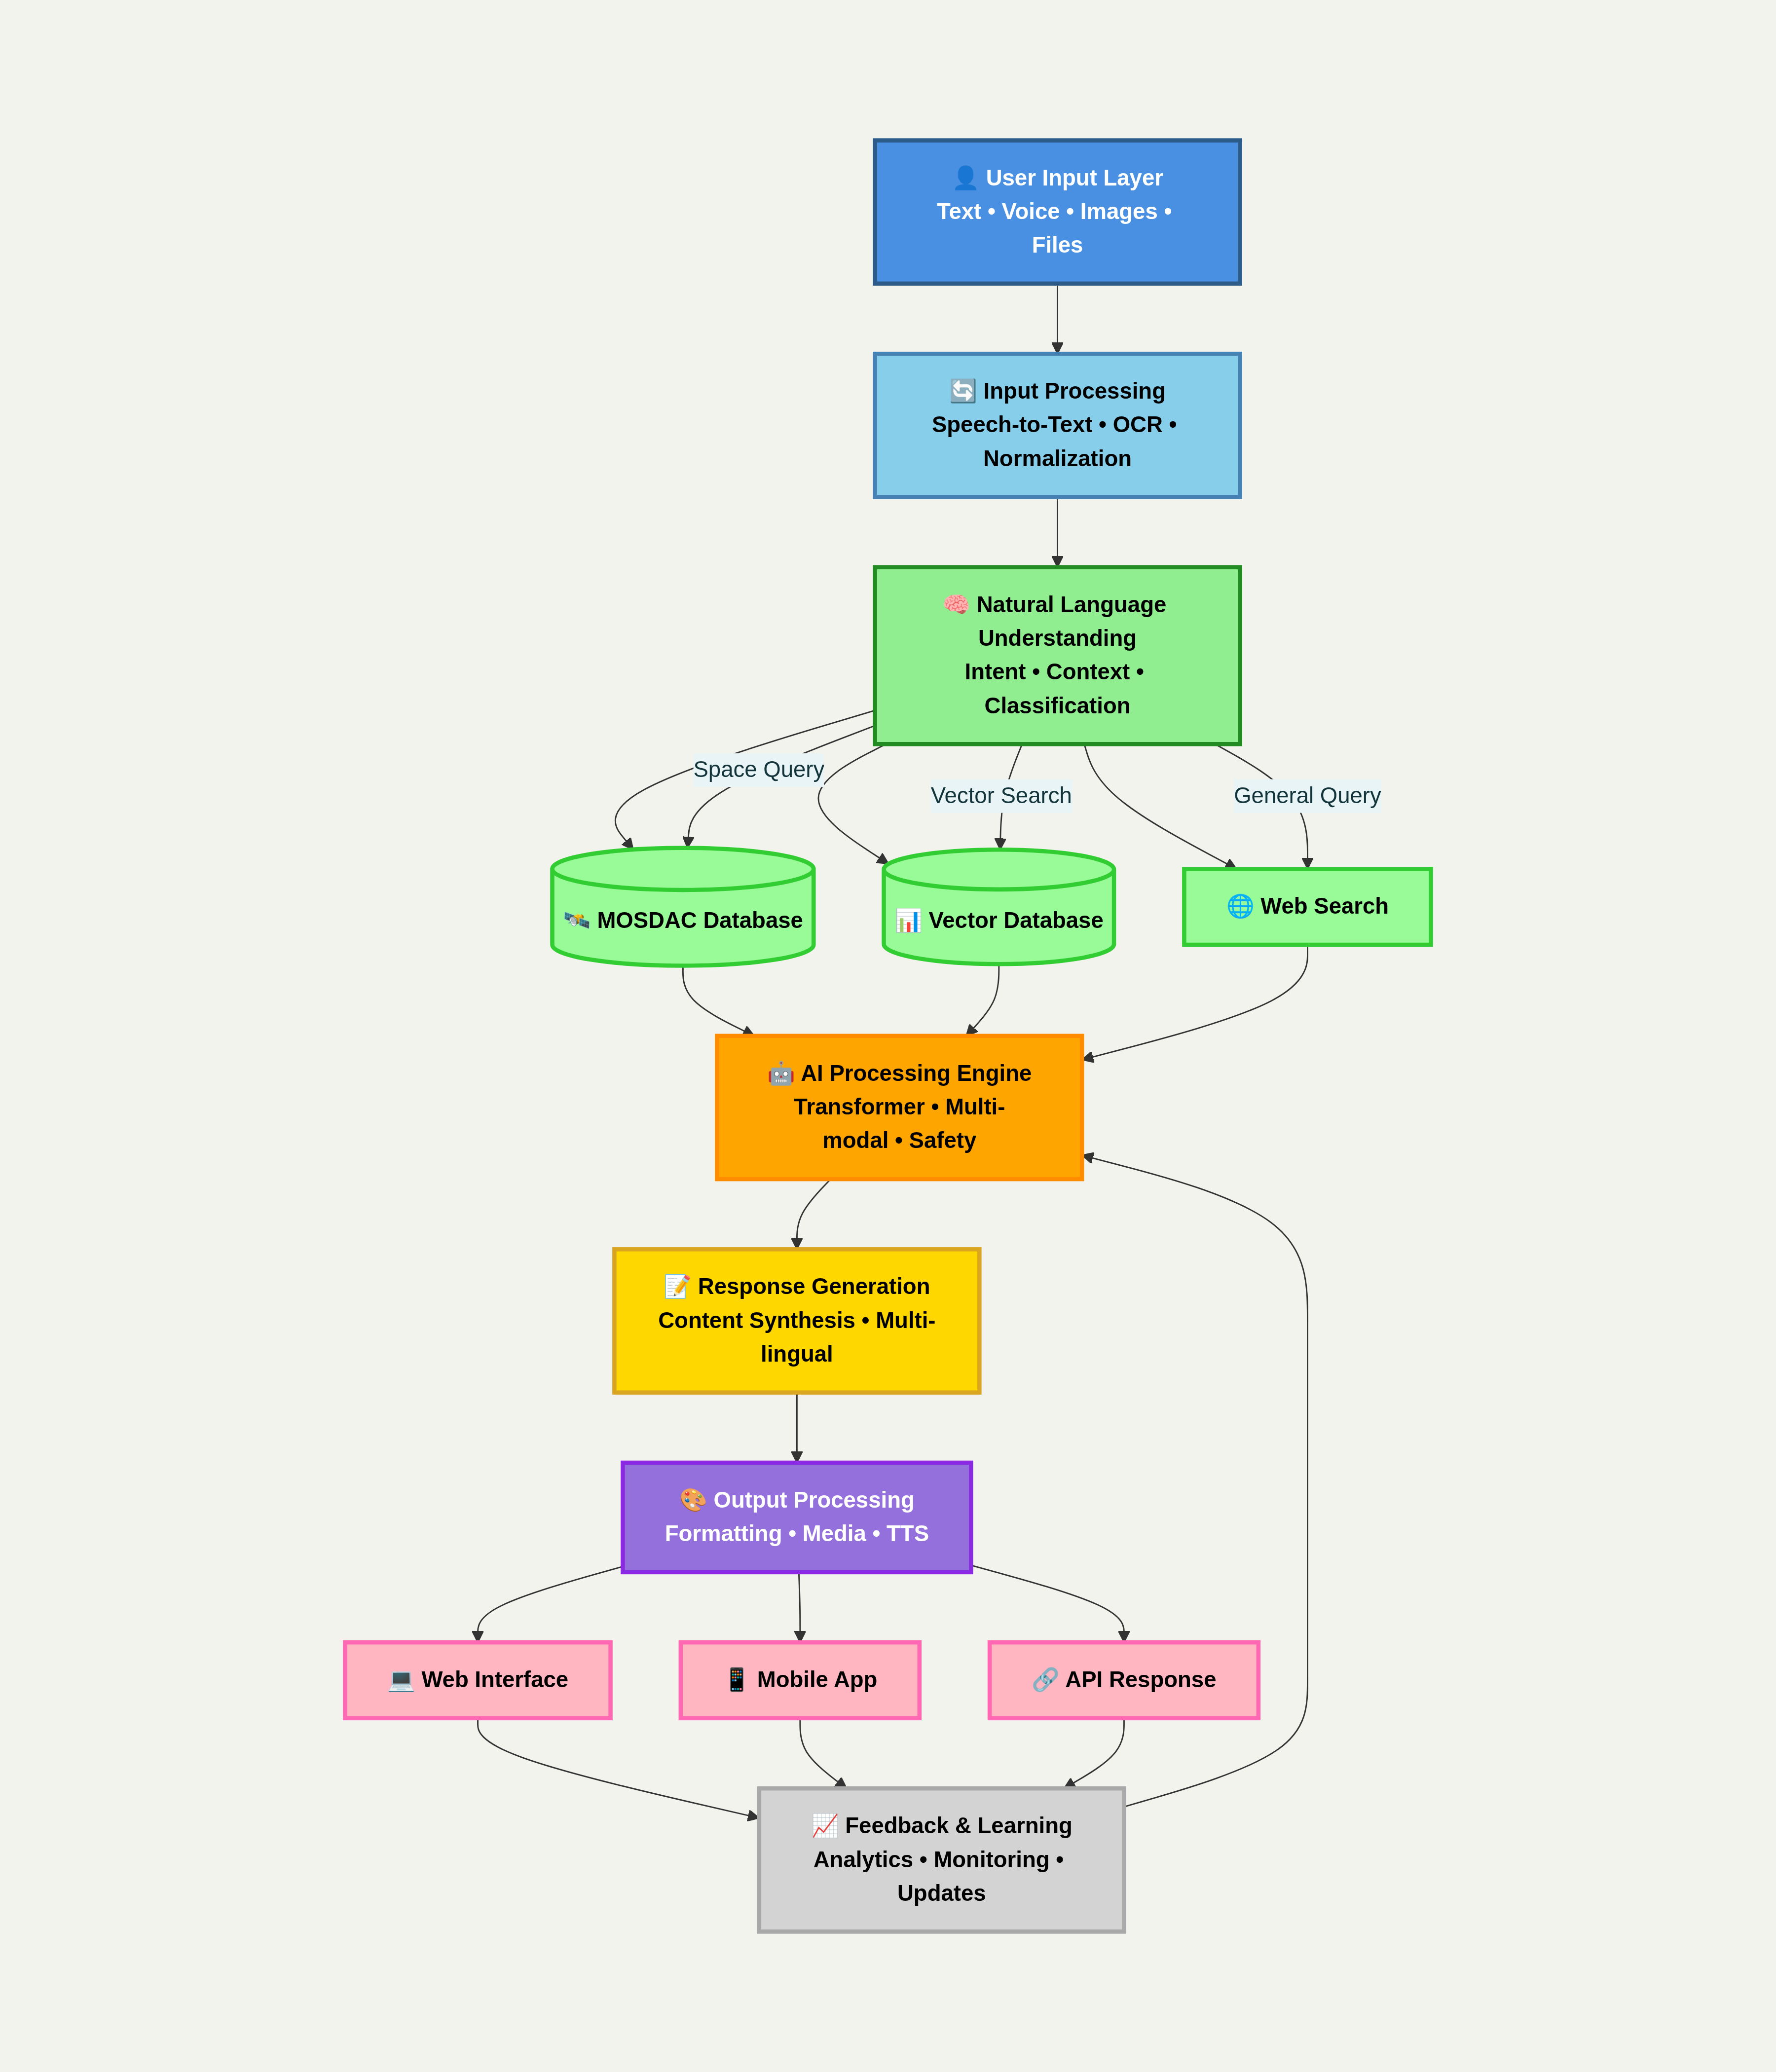 👤 User Input Layer
Text • Voice • Images •
Files
🔄 Input Processing
Speech-to-Text • OCR •
Normalization
🧠 Natural Language
Understanding
Intent • Context •
Classification
Space Query
Vector Search
General Query
🛰️ MOSDAC Database
📊 Vector Database
🌐 Web Search
🤖 AI Processing Engine
Transformer • Multi-
modal • Safety
📝 Response Generation
Content Synthesis • Multi-
lingual
🎨 Output Processing
Formatting • Media • TTS
💻 Web Interface
📱 Mobile App
🔗 API Response
📈 Feedback & Learning
Analytics • Monitoring •
Updates